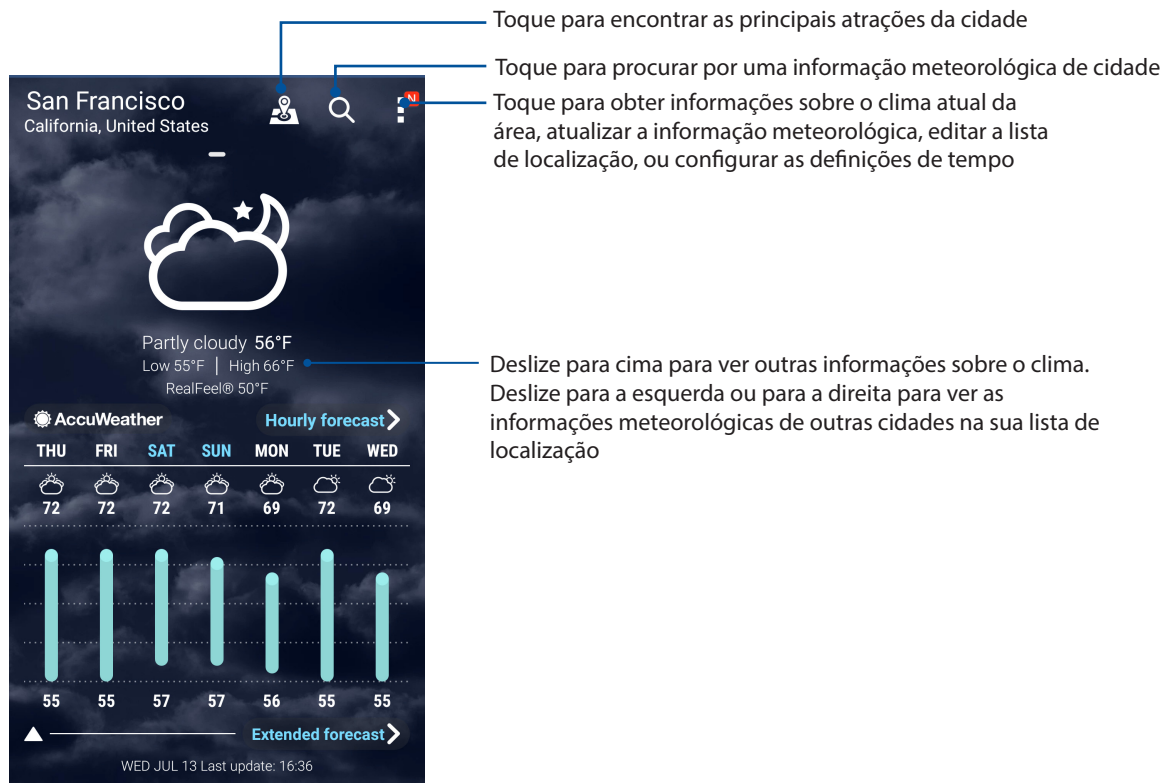 Toque para encontrar as principais atrações da cidade
Toque para procurar por uma informação meteorológica de cidade
Toque para obter informações sobre o clima atual da
área, atualizar a informação meteorológica, editar a lista
de localização, ou configurar as definições de tempo
San Francisco
California, United States
N
Partly cloudy 56°F
Low 55°F | High 66°F
RealFeel® 50°F
Deslize para cima para ver outras informações sobre o clima.
Deslize para a esquerda ou para a direita para ver as
informações meteorológicas de outras cidades na sua lista de
localização
AccuWeather Hourly forecast
THU FRI SAT SUN MON TUE WED
72 72 72 71 69 72 69
55 55 57 57 56 55 55
Extended forecast
WED JUL 13 Last update: 16:36